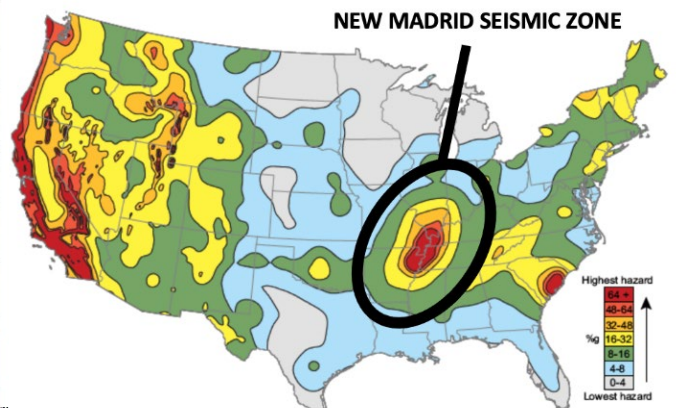 NEW MADRID SEISMIC ZONE
Highest hazard
64 +
48-64
32-48
%g 16-32
8-16
4-8
0-4
Lowest hazard